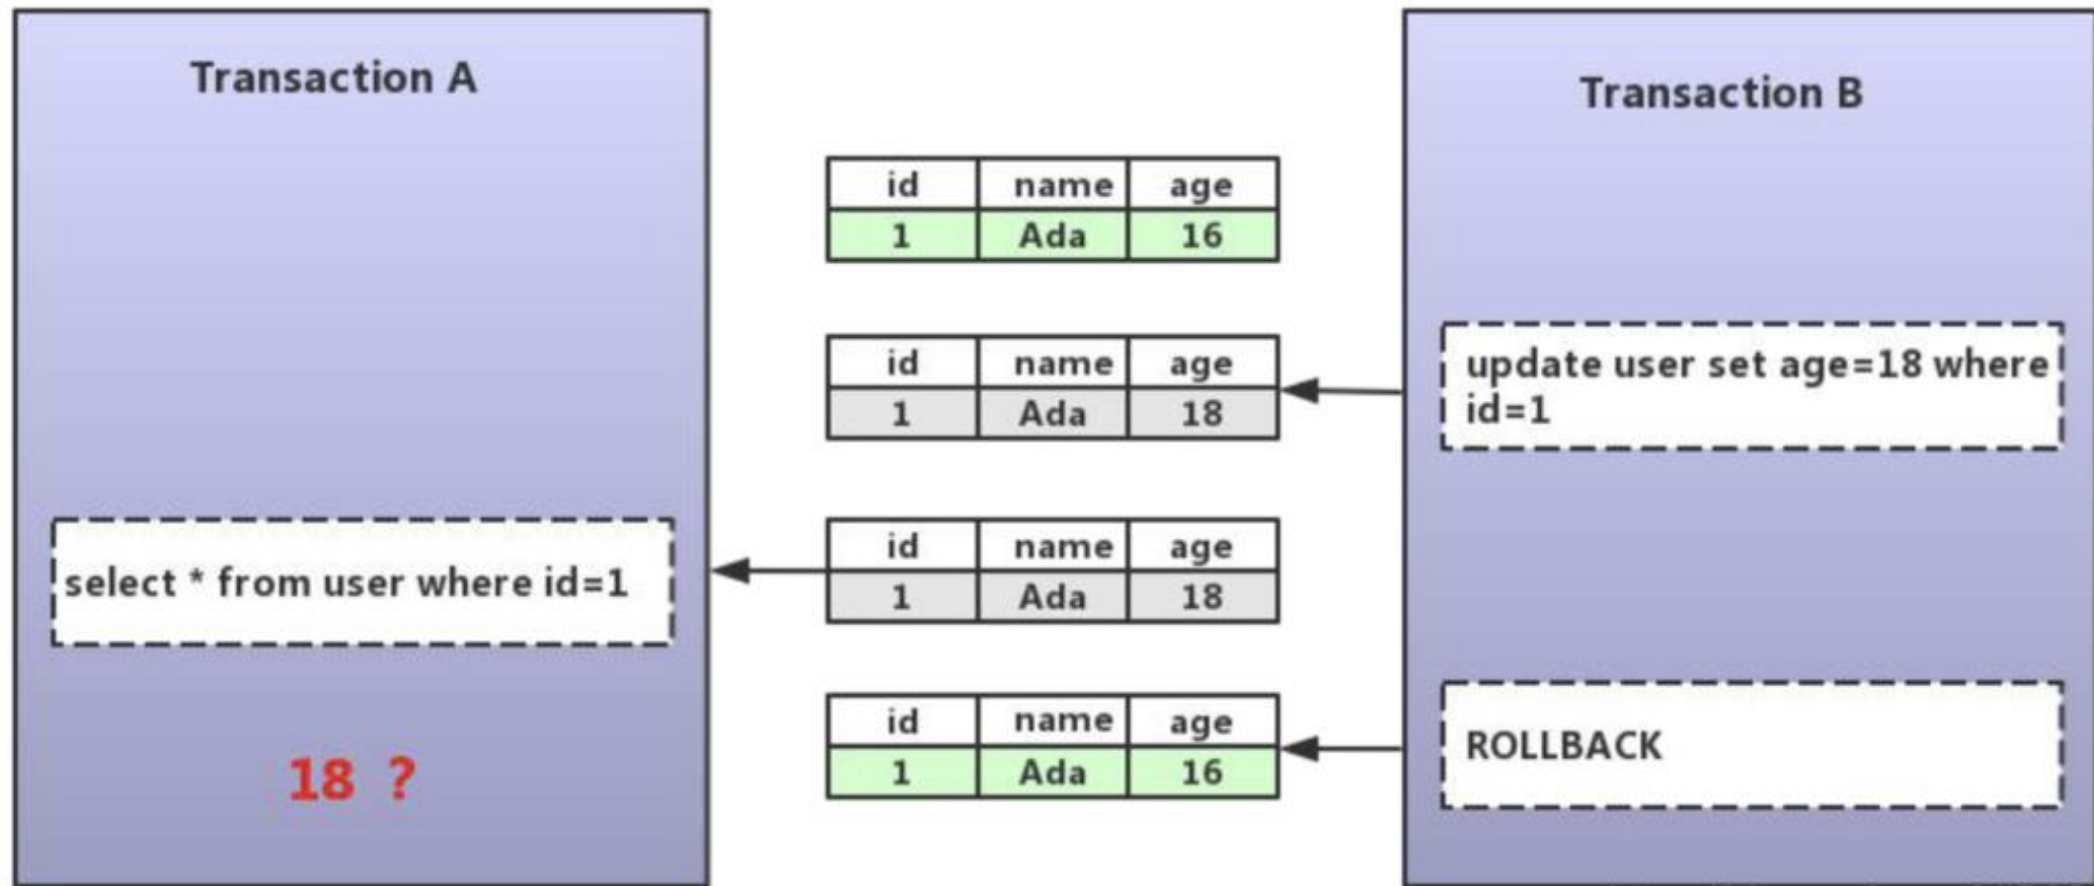 Transaction A
Transaction B
id name age
1 Ada 16
id name age
1 Ada 18
update user set age=18 where
id=1
id name age
1 Ada 18
select * from user where id=1
id name age
1 Ada 16
ROLLBACK
18 ?